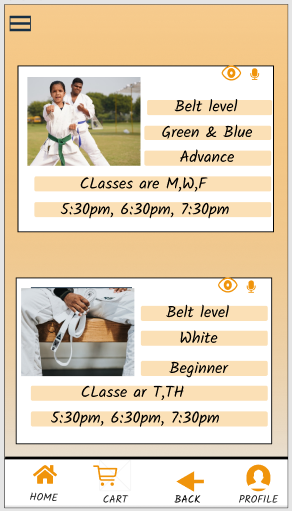 Belt level
Green & Blue
Advance
CLasses are M,W,F
5:30pm, 6:30pm, 7:30pm
Belt level
White
Beginner
CLasse ar T,TH
5:30pm, 6:30pm, 7:30pm
HOME CART BACK PROFILE